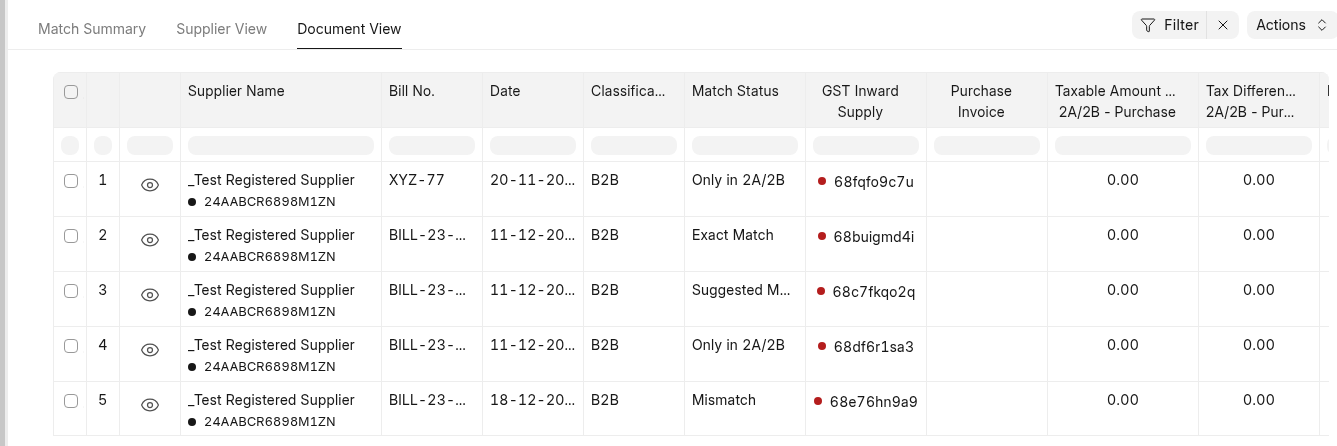 Match Summary Supplier View Document View Filter Actions
Supplier Name Bill No. Date Classifica... Match Status GST Inward Supply Purchase Invoice Taxable Amount ... 2A/2B - Purchase Tax Differen... 2A/2B - Pur...
1 _Test Registered Supplier XYZ-77 20-11-20... B2B Only in 2A/2B 68fqfo9c7u 0.00 0.00
24AABCR6898M1ZN
2 _Test Registered Supplier BILL-23-... 11-12-20... B2B Exact Match 68buigmd4i 0.00 0.00
24AABCR6898M1ZN
3 _Test Registered Supplier BILL-23-... 11-12-20... B2B Suggested M... 68c7fkqo2q 0.00 0.00
24AABCR6898M1ZN
4 _Test Registered Supplier BILL-23-... 11-12-20... B2B Only in 2A/2B 68df6r1sa3 0.00 0.00
24AABCR6898M1ZN
5 _Test Registered Supplier BILL-23-... 18-12-20... B2B Mismatch 68e76hn9a9 0.00 0.00
24AABCR6898M1ZN